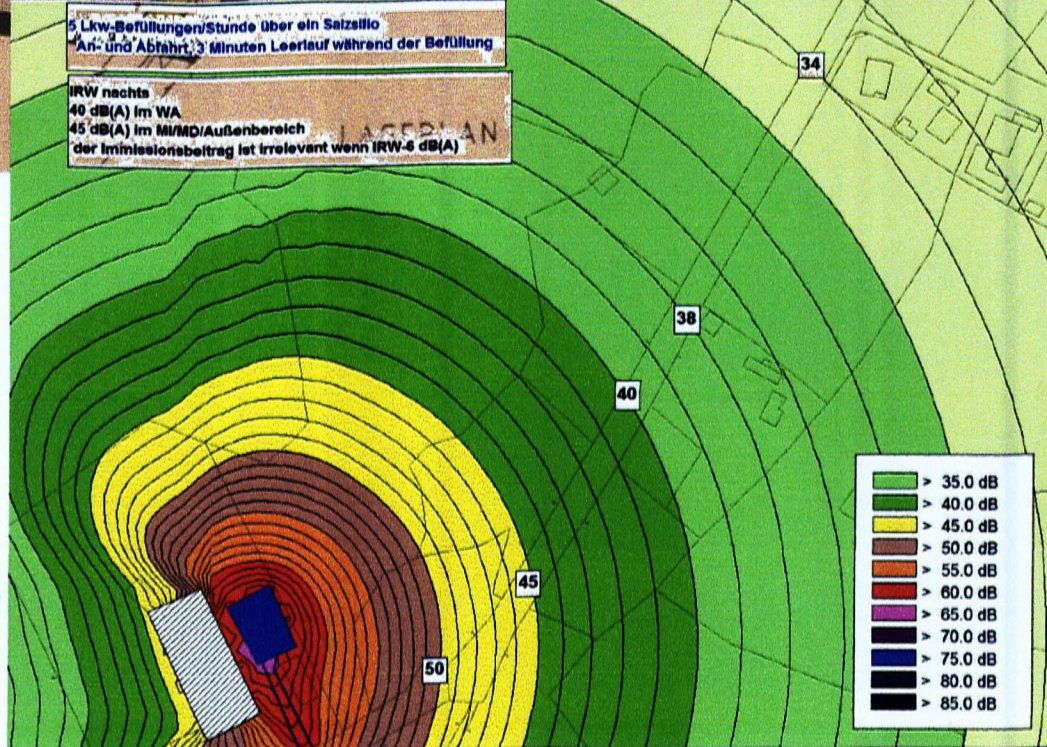 5 Lkw-Befüllungen/Stunde über ein Salzsilio
An- und Abfahrt, 3 Minuten Leerlauf während der Befüllung
IRW nachts
40 dB(A) im WA
45 dB(A) im MI/MD/Außenbereich
LAGEPLAN
der Immissionsbeitrag ist irrelevant wenn IRW-6 dB(A)
34
38
40
45
50
> 35.0 dB
> 40.0 dB
> 45.0 dB
> 50.0 dB
> 55.0 dB
> 60.0 dB
> 65.0 dB
> 70.0 dB
> 75.0 dB
> 80.0 dB
> 85.0 dB